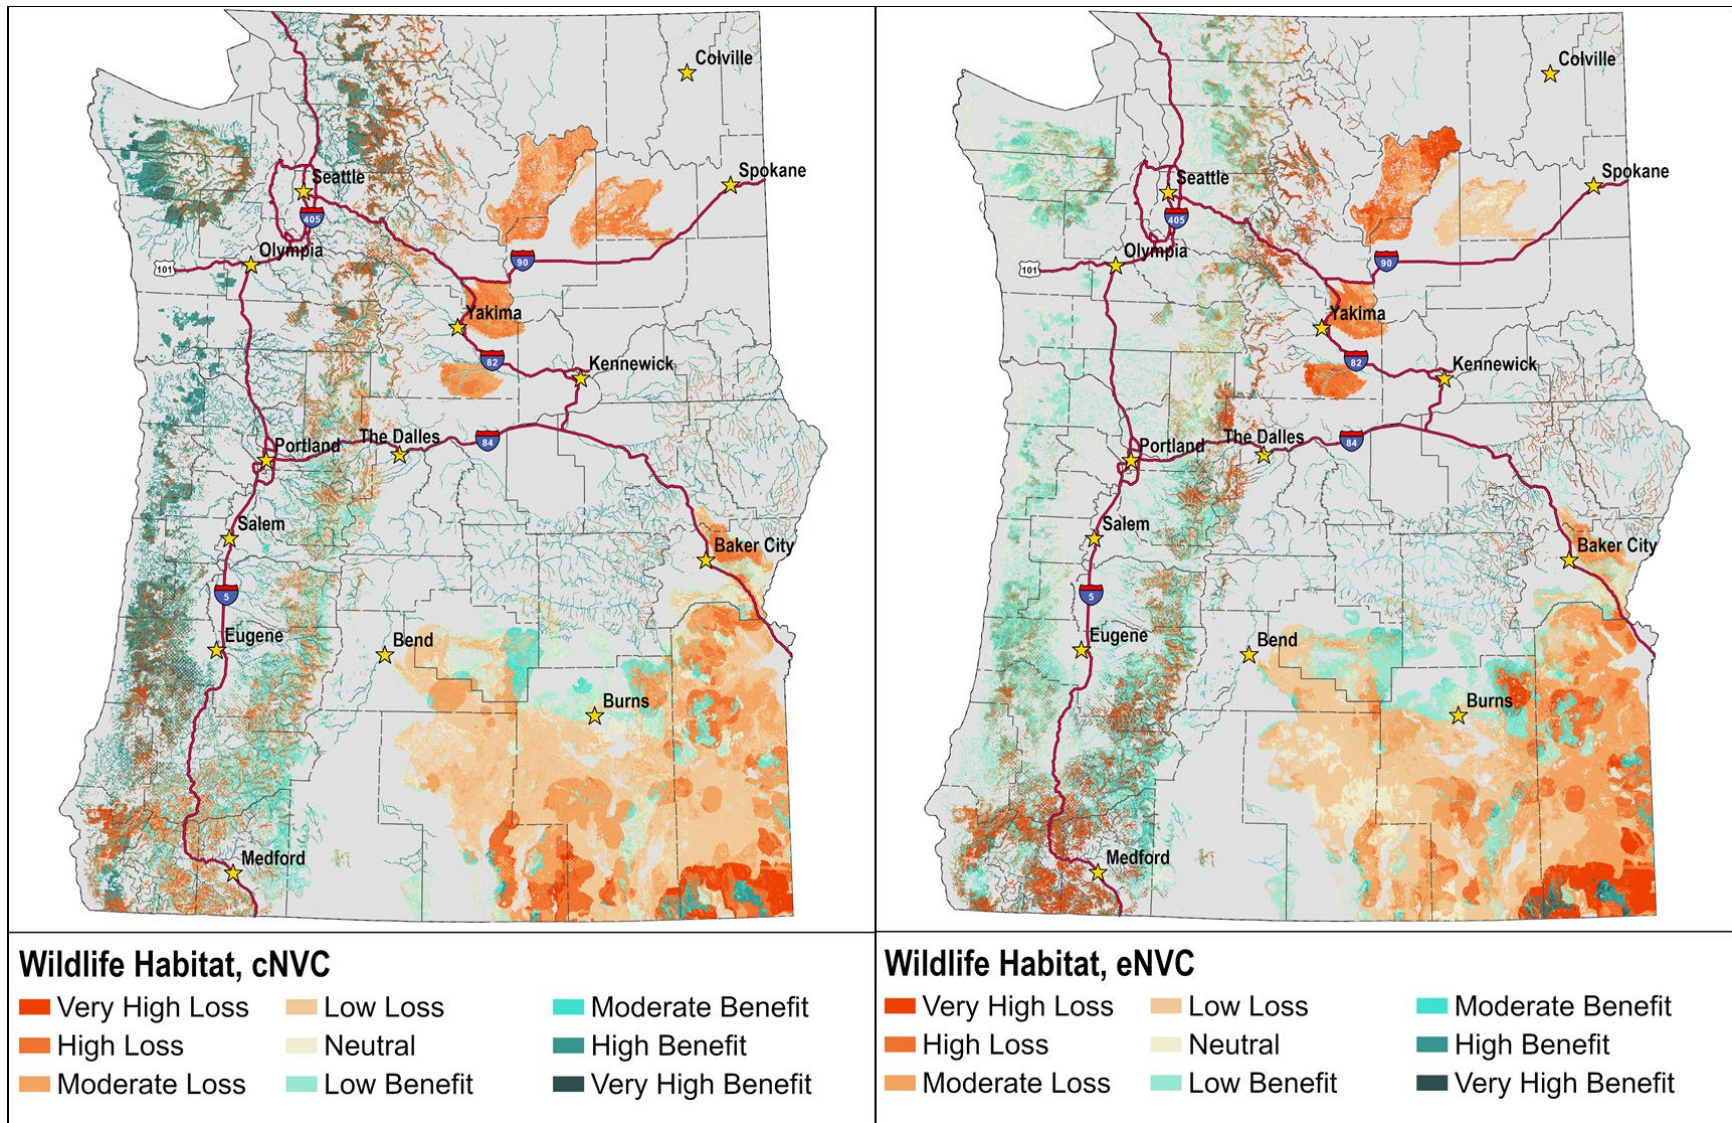 Colville
Spokane
Seattle
405
Olympia
101
90
Yakima
82
Kennewick
Portland
The Dalles
84
Salem
Baker City
5
Eugene
Bend
Burns
Medford
Wildlife Habitat, cNVC
Very High Loss
Low Loss
Moderate Benefit
High Loss
Neutral
High Benefit
Moderate Loss
Low Benefit
Very High Benefit
Colville
Spokane
Seattle
405
Olympia
101
90
Yakima
82
Kennewick
Portland
The Dalles
84
Salem
Baker City
5
Eugene
Bend
Burns
Medford
Wildlife Habitat, eNVC
Very High Loss
Low Loss
Moderate Benefit
High Loss
Neutral
High Benefit
Moderate Loss
Low Benefit
Very High Benefit